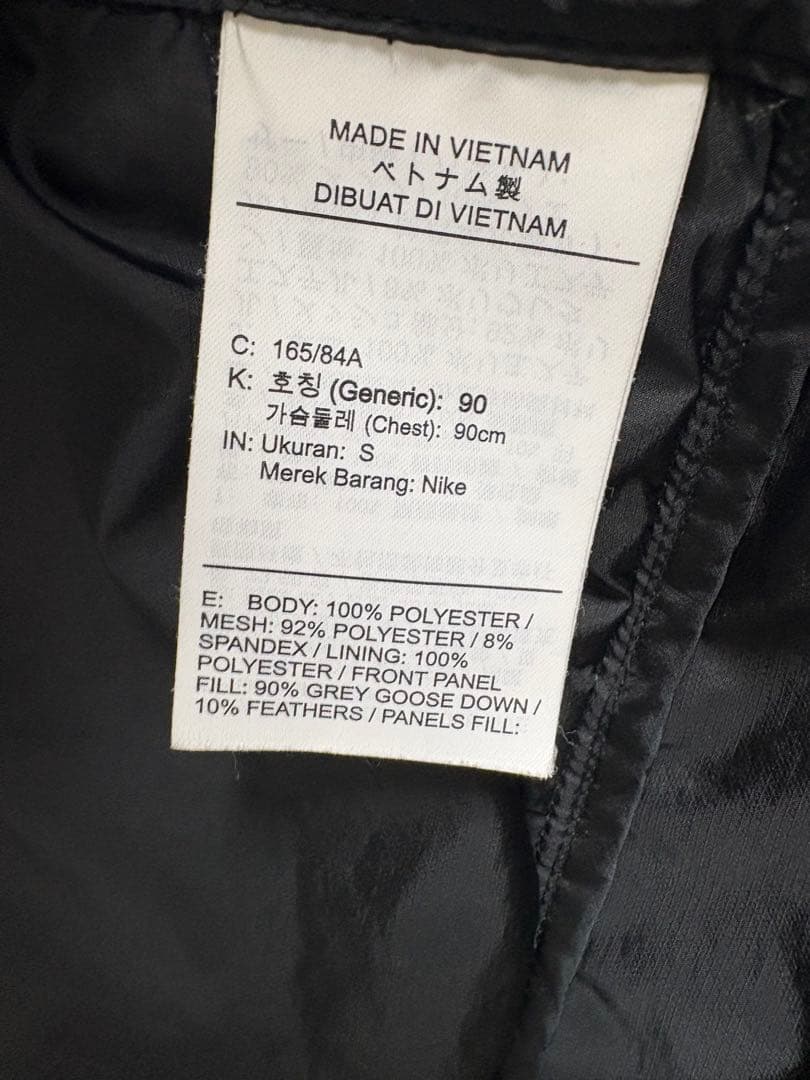 MADE IN VIETNAM
ベトナム製
DIBUAT DI VIETNAM
C: 165/84A
K: 호칭 (Generic): 90
가슴둘레 (Chest): 90cm
IN: Ukuran: S
Merek Barang: Nike
E: BODY: 100% POLYESTER /
MESH: 92% POLYESTER / 8%
SPANDEX / LINING: 100%
POLYESTER / FRONT PANEL
FILL: 90% GREY GOOSE DOWN /
10% FEATHERS / PANELS FILL: